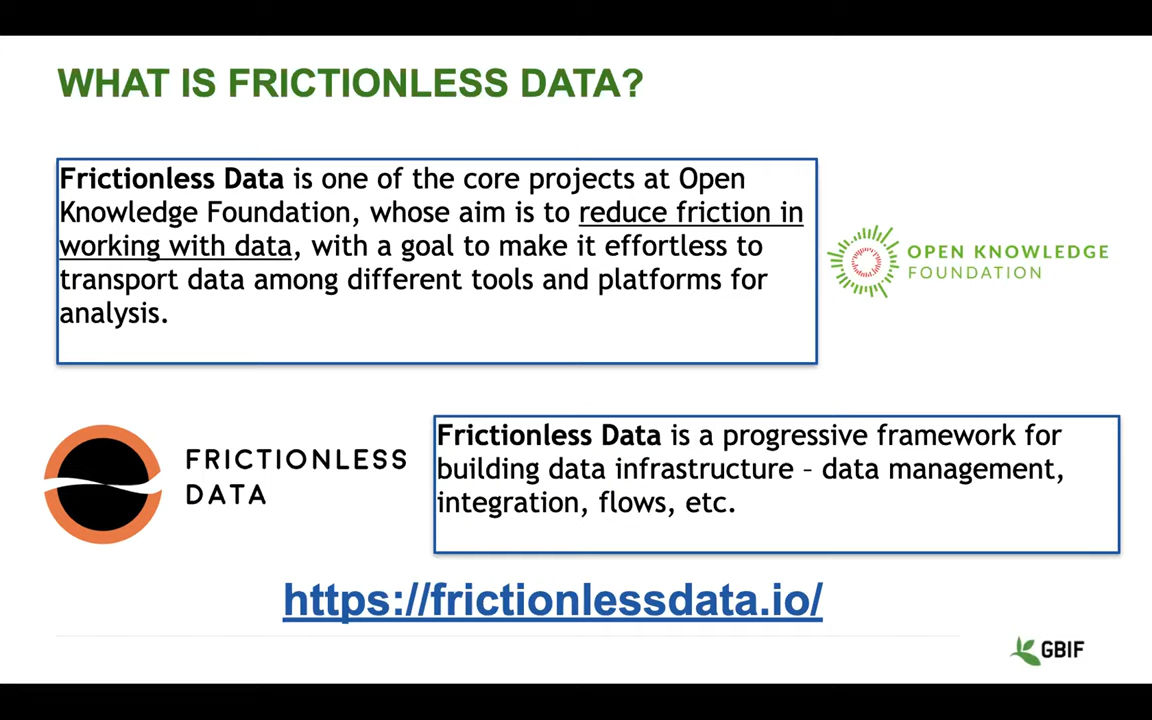 WHAT IS FRICTIONLESS DATA?
Frictionless Data is one of the core projects at Open
Knowledge Foundation, whose aim is to reduce friction in
working with data, with a goal to make it effortless to
transport data among different tools and platforms for
analysis.
OPEN KNOWLEDGE
FOUNDATION
FRICTIONLESS
DATA
Frictionless Data is a progressive framework for
building data infrastructure – data management,
integration, flows, etc.
https://frictionlessdata.io/
GBIF